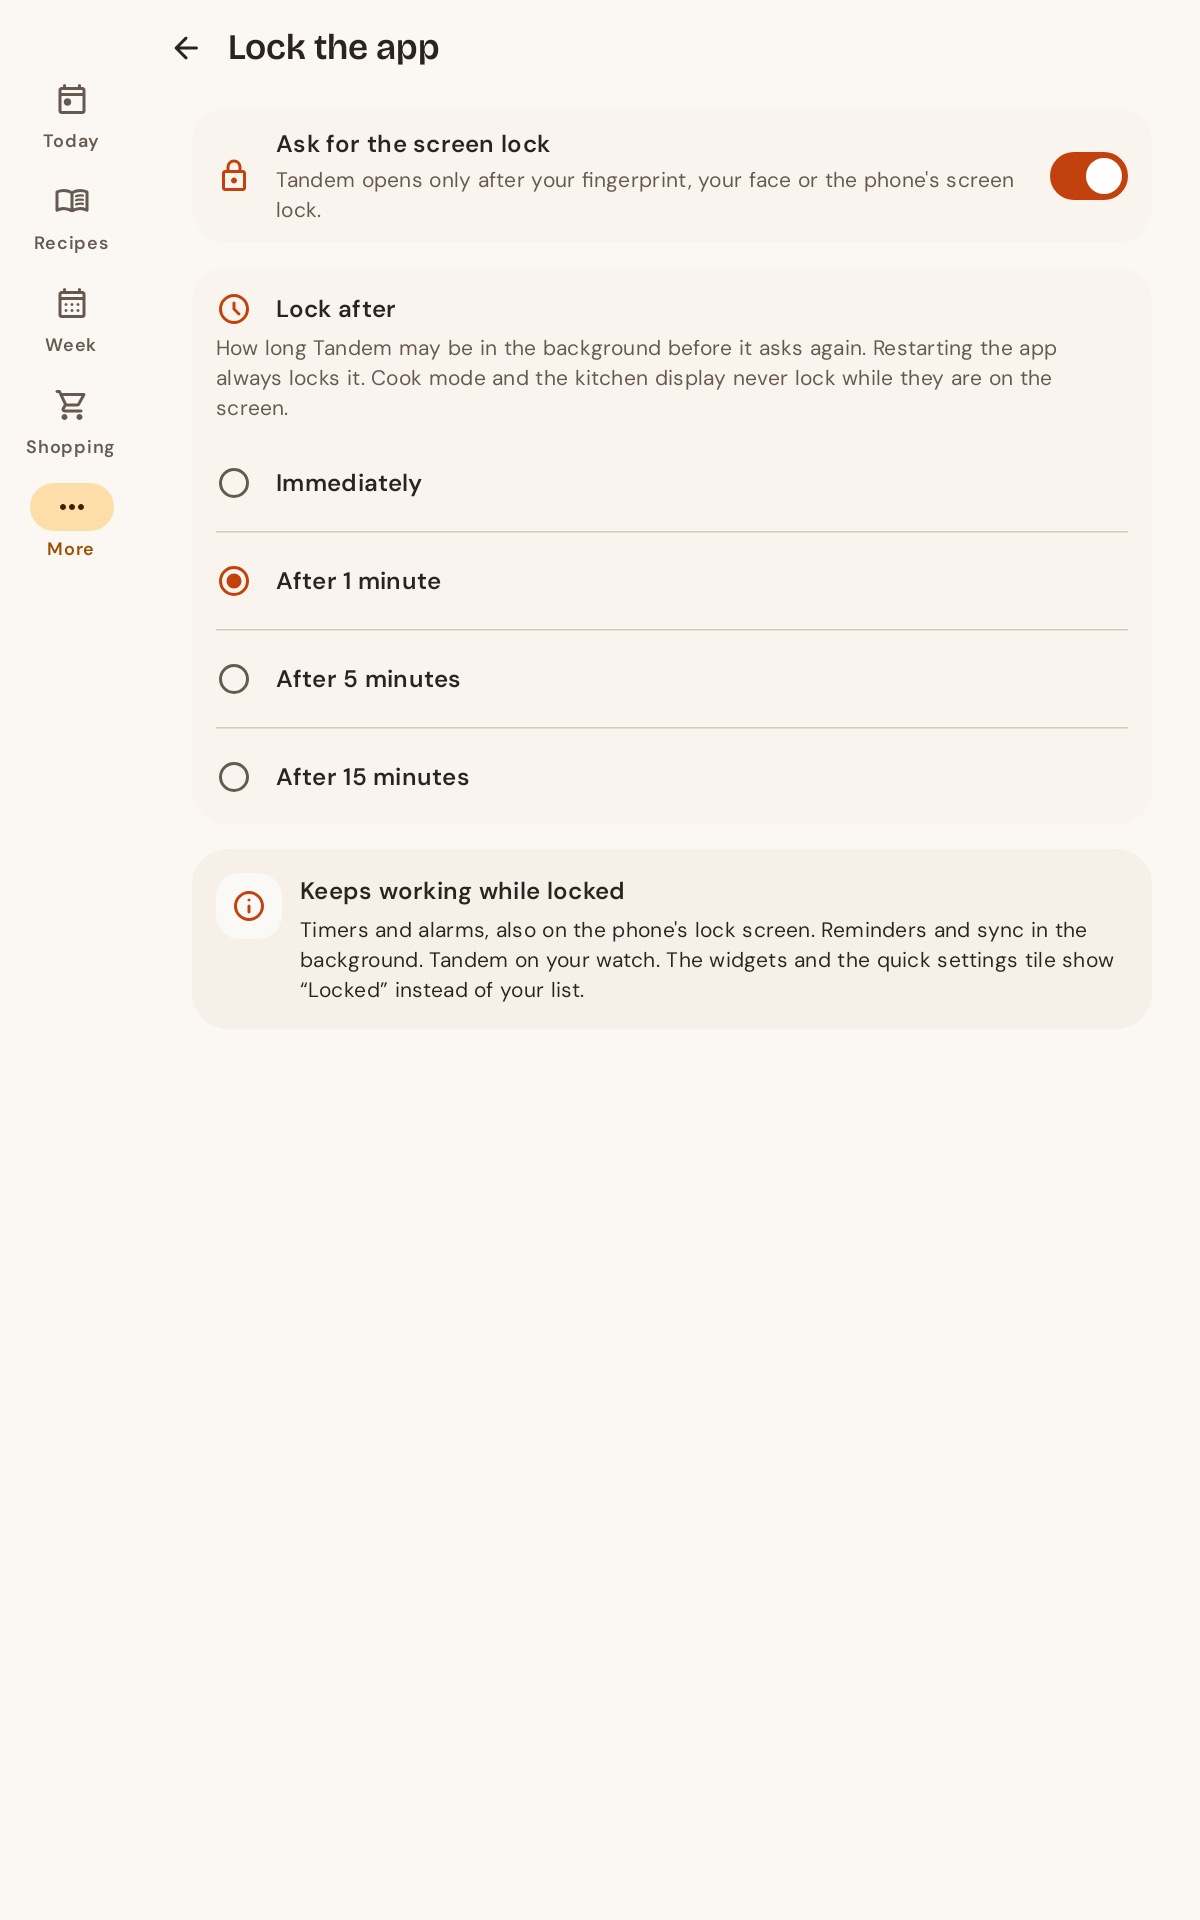 Lock the app
Today
Recipes
Week
Shopping
More
Ask for the screen lock
Tandem opens only after your fingerprint, your face or the phone's screen
lock.
Lock after
How long Tandem may be in the background before it asks again. Restarting the app
always locks it. Cook mode and the kitchen display never lock while they are on the
screen.
Immediately
After 1 minute
After 5 minutes
After 15 minutes
Keeps working while locked
Timers and alarms, also on the phone's lock screen. Reminders and sync in the
background. Tandem on your watch. The widgets and the quick settings tile show
“Locked” instead of your list.